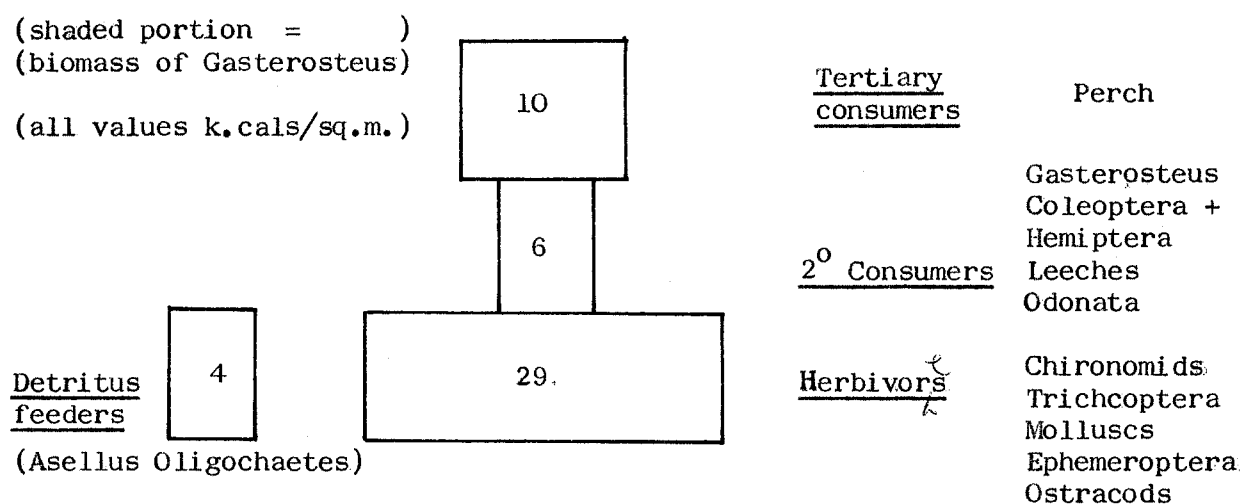 (shaded portion = )
(biomass of Gasterosteus)
(all values k.cals/sq.m.)
10
Tertiary
consumers
Perch
6
2o Consumers
Gasterosteus
Coleoptera +
Hemiptera
Leeches
Odonata
Detritus
feeders
4
(Asellus Oligochaetes)
29.
Herbivors
e
Chironomids
Trichcoptera
Molluscs
Ephemeroptera
Ostracods